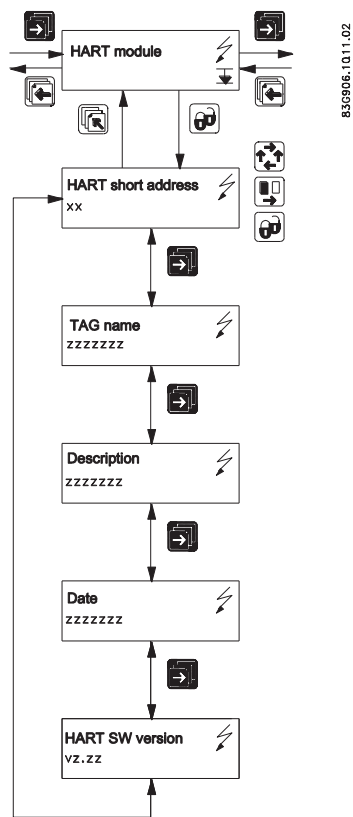 HART module
HART short address
xx
TAG name
zzzzzzz
Description
zzzzzzz
Date
zzzzzzz
HART SW version
vz.zz
83G906.1011.02